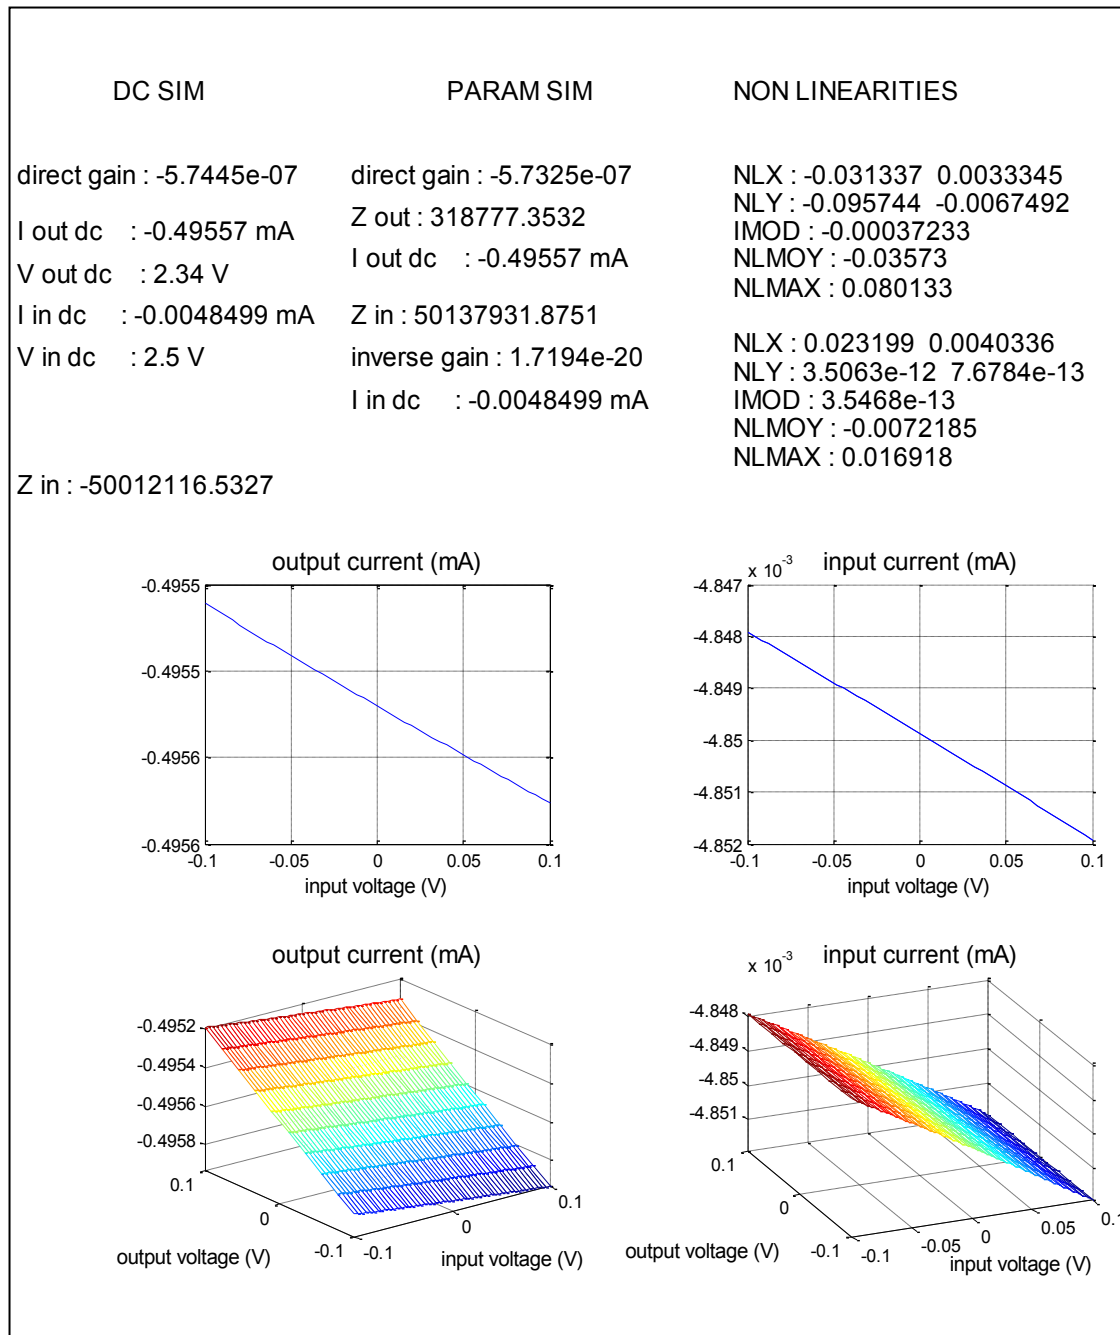 DC SIM
PARAM SIM
NON LINEARITIES
direct gain : -5.7445e-07
I out dc : -0.49557 mA
V out dc : 2.34 V
I in dc : -0.0048499 mA
V in dc : 2.5 V
Z in : -50012116.5327
direct gain : -5.7325e-07
Z out : 318777.3532
I out dc : -0.49557 mA
Z in : 50137931.8751
inverse gain : 1.7194e-20
I in dc : -0.0048499 mA
NLX : -0.031337 0.0033345
NLY : -0.095744 -0.0067492
IMOD : -0.00037233
NLMOY : -0.03573
NLMAX : 0.080133
NLX : 0.023199 0.0040336
NLY : 3.5063e-12 7.6784e-13
IMOD : 3.5468e-13
NLMOY : -0.0072185
NLMAX : 0.016918
output current (mA)
-0.4955
-0.4955
-0.4956
-0.4956
-0.1 -0.05 0 0.05 0.1
input voltage (V)
x 10-3 input current (mA)
-4.847
-4.848
-4.849
-4.85
-4.851
-4.852
-0.1 -0.05 0 0.05 0.1
input voltage (V)
output current (mA)
-0.4952
-0.4954
-0.4956
-0.4958
0.1
0
-0.1
-0.1
0
0.1
output voltage (V)
input voltage (V)
x 10-3 input current (mA)
-4.848
-4.849
-4.85
-4.851
0.1
0
-0.1
-0.1
-0.05
0
0.05
0.1
output voltage (V)
input voltage (V)